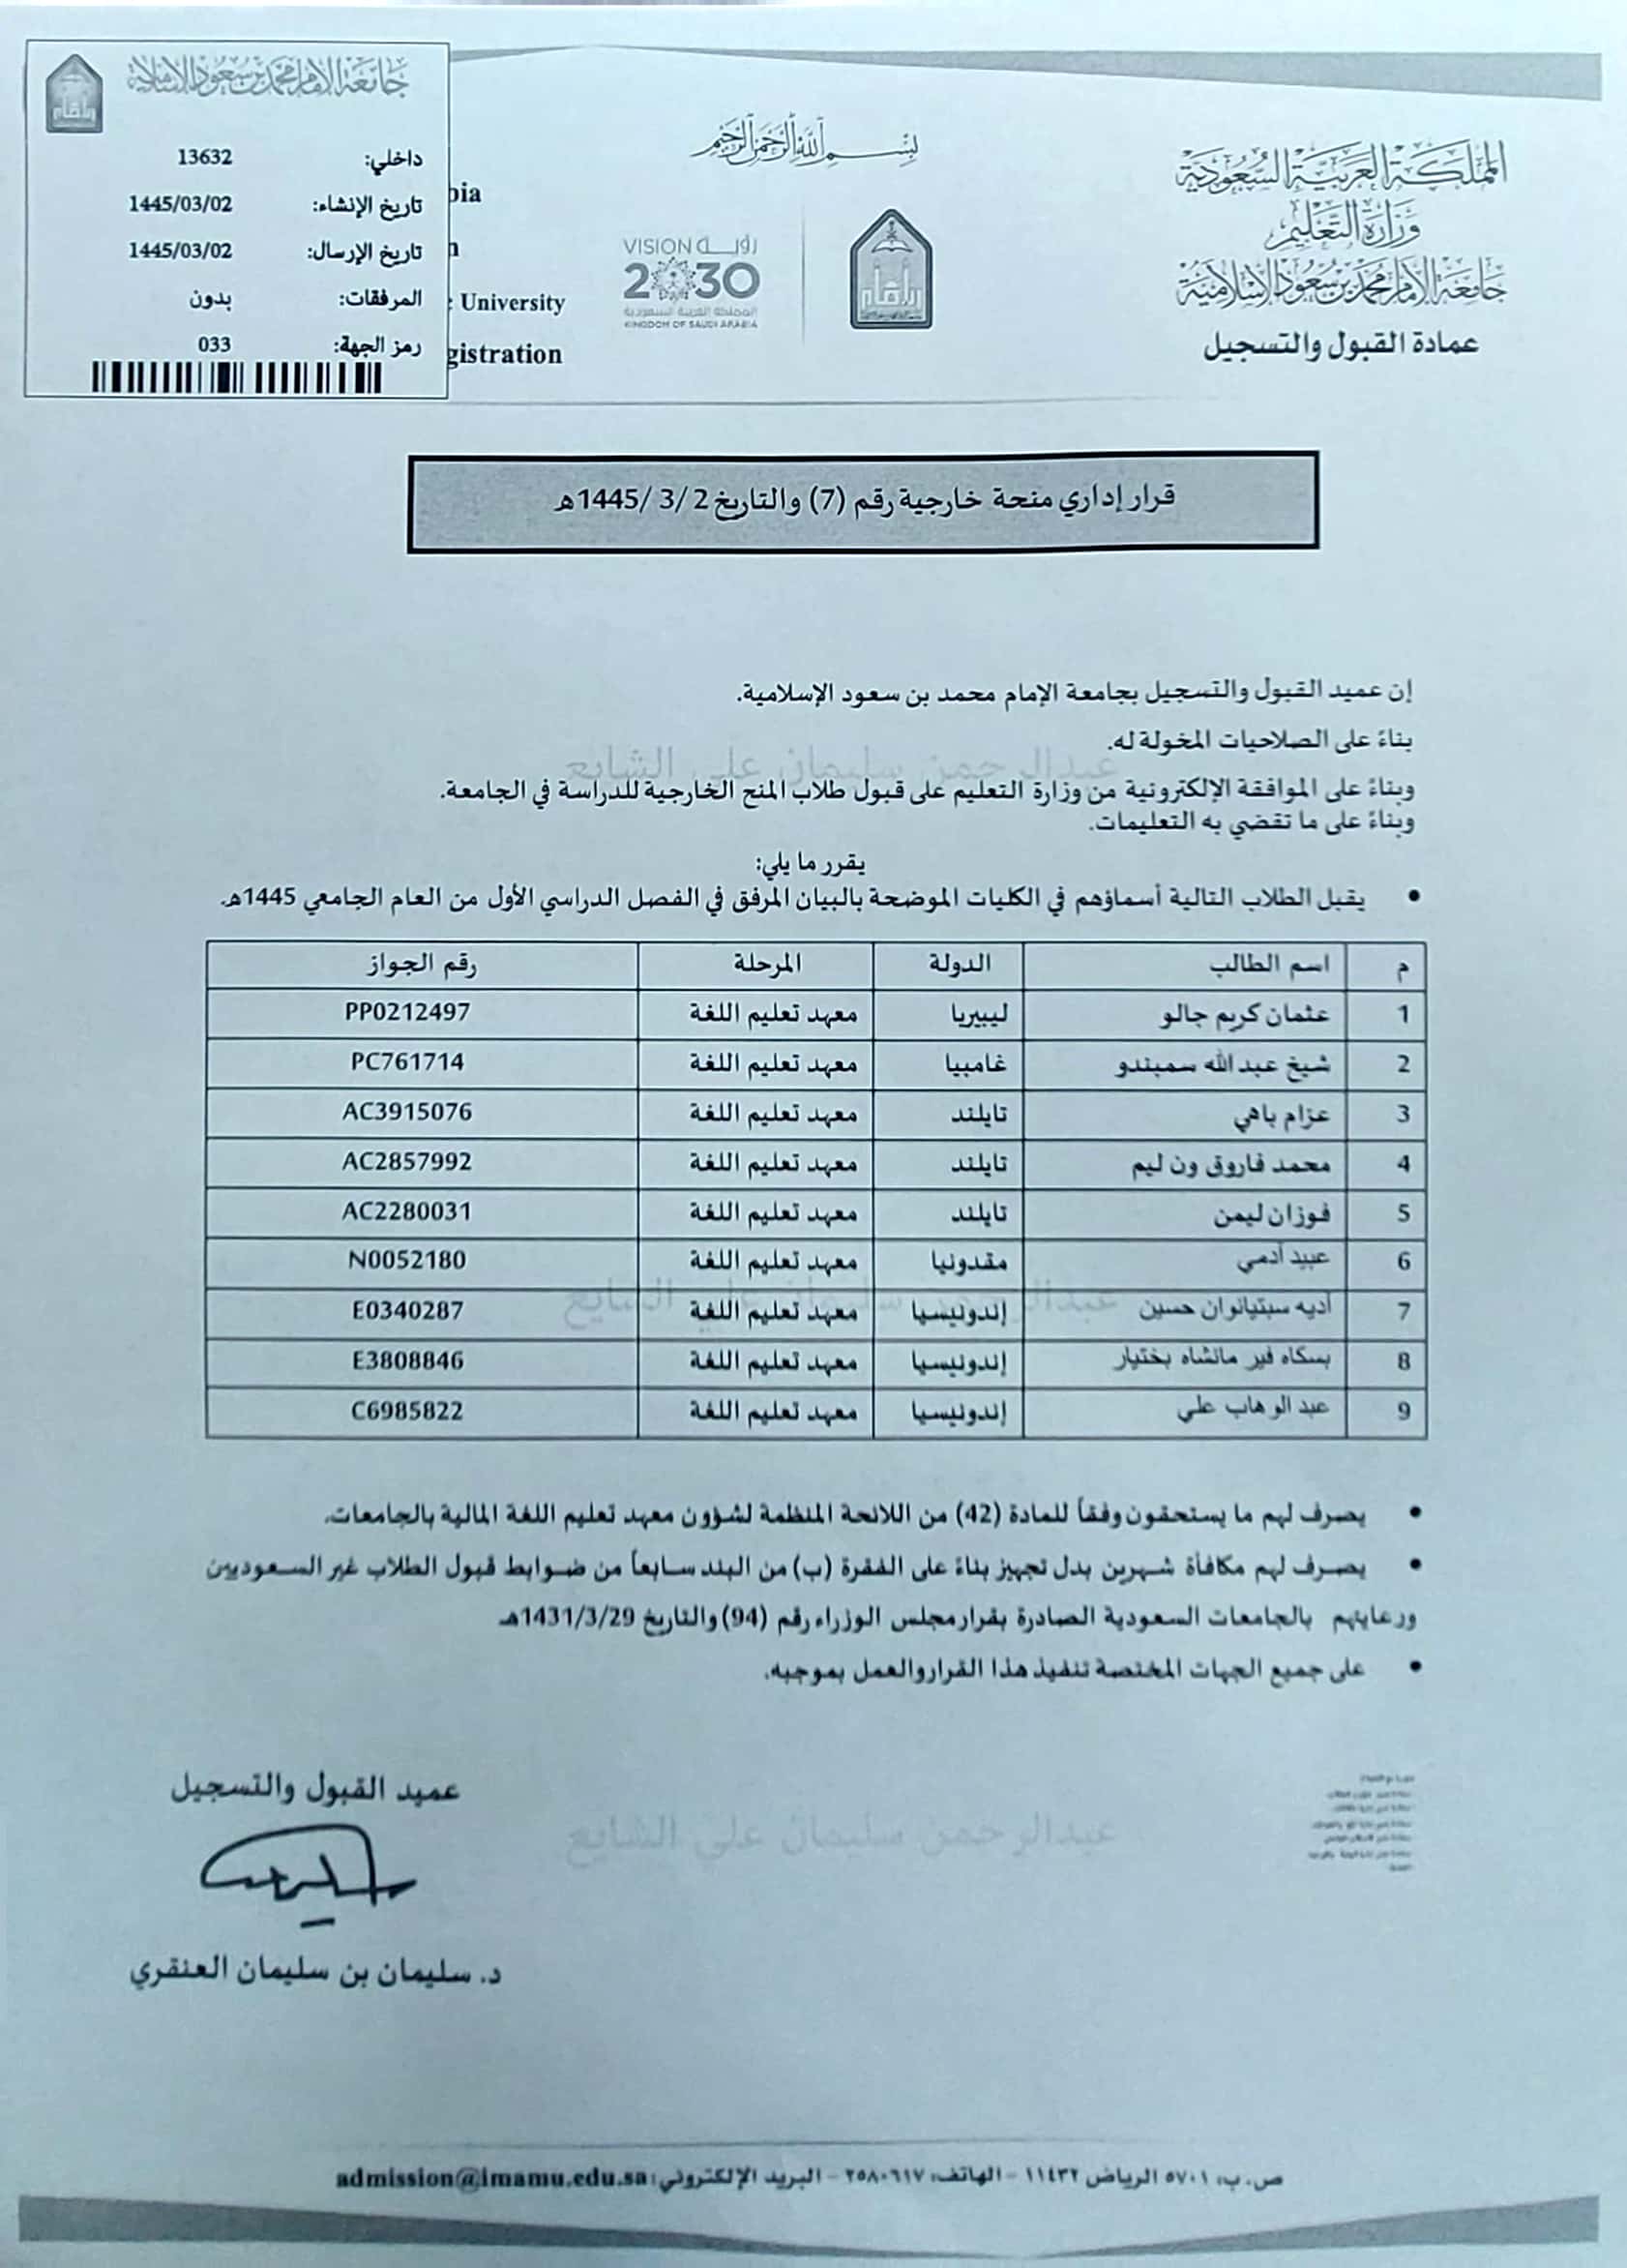 جامعة الإمام محمد بن سعود الإسلامية
داخلي: 13632
تاريخ الإنشاء: 1445/03/02
تاريخ الإرسال: 1445/03/02
المرفقات: بدون
رمز الجهة: 033
بسم الله الرحمن الرحيم
المملكة العربية السعودية
وزارة التعليم
جامعة الإمام محمد بن سعود الإسلامية
عمادة القبول والتسجيل
VISION رؤية
2030
المملكة العربية السعودية
KINGDOM OF SAUDI ARABIA
University
قرار إداري منحة خارجية رقم (7) والتاريخ 2/ 3 /1445هـ
إن عميد القبول والتسجيل بجامعة الإمام محمد بن سعود الإسلامية.
بناءً على الصلاحيات المخولة له.
عبدالرحمن سليمان علي الشايع
وبناءً على الموافقة الإلكترونية من وزارة التعليم على قبول طلاب المنح الخارجية للدراسة في الجامعة.
وبناءً على ما تقضي به التعليمات.
يقرر ما يلي:
• يقبل الطلاب التالية أسماؤهم في الكليات الموضحة بالبيان المرفق في الفصل الدراسي الأول من العام الجامعي 1445هـ.
م اسم الطالب الدولة المرحلة رقم الجواز
1 عثمان كريم جالو ليبيريا معهد تعليم اللغة PP0212497
2 شيخ عبد الله سمبندو غامبيا معهد تعليم اللغة PC761714
3 عزام باهي تايلند معهد تعليم اللغة AC3915076
4 محمد فاروق ون ليم تايلند معهد تعليم اللغة AC2857992
5 فوزان ليمن تايلند معهد تعليم اللغة AC2280031
6 عبيد أدمي مقدونيا معهد تعليم اللغة N0052180
عبدالرحمن سليمان علي الشايع
7 أديه سبتيانوان حسين إندونيسيا معهد تعليم اللغة E0340287
8 بسكاه فير مانشاه بختيار إندونيسيا معهد تعليم اللغة E3808846
9 عبد الوهاب علي إندونيسيا معهد تعليم اللغة C6985822
• يصرف لهم ما يستحقون وفقاً للمادة (42) من اللائحة المنظمة لشؤون معهد تعليم اللغة المالية بالجامعات.
• يصرف لهم مكافأة شهرين بدل تجهيز بناءً على الفقرة (ب) من البند سابعاً من ضوابط قبول الطلاب غير السعوديين
ورعايتهم بالجامعات السعودية الصادرة بقرار مجلس الوزراء رقم (94) والتاريخ 1431/3/29هـ
• على جميع الجهات المختصة تنفيذ هذا القرار والعمل بموجبه.
عميد القبول والتسجيل
عبدالرحمن سليمان علي الشايع
د. سليمان بن سليمان العنقري
ص. ب: ٥٧٠١ الرياض ١١٤٣٢ - الهاتف: ٢٥٨٠٦١٧ - البريد الإلكتروني: admission@imamu.edu.sa